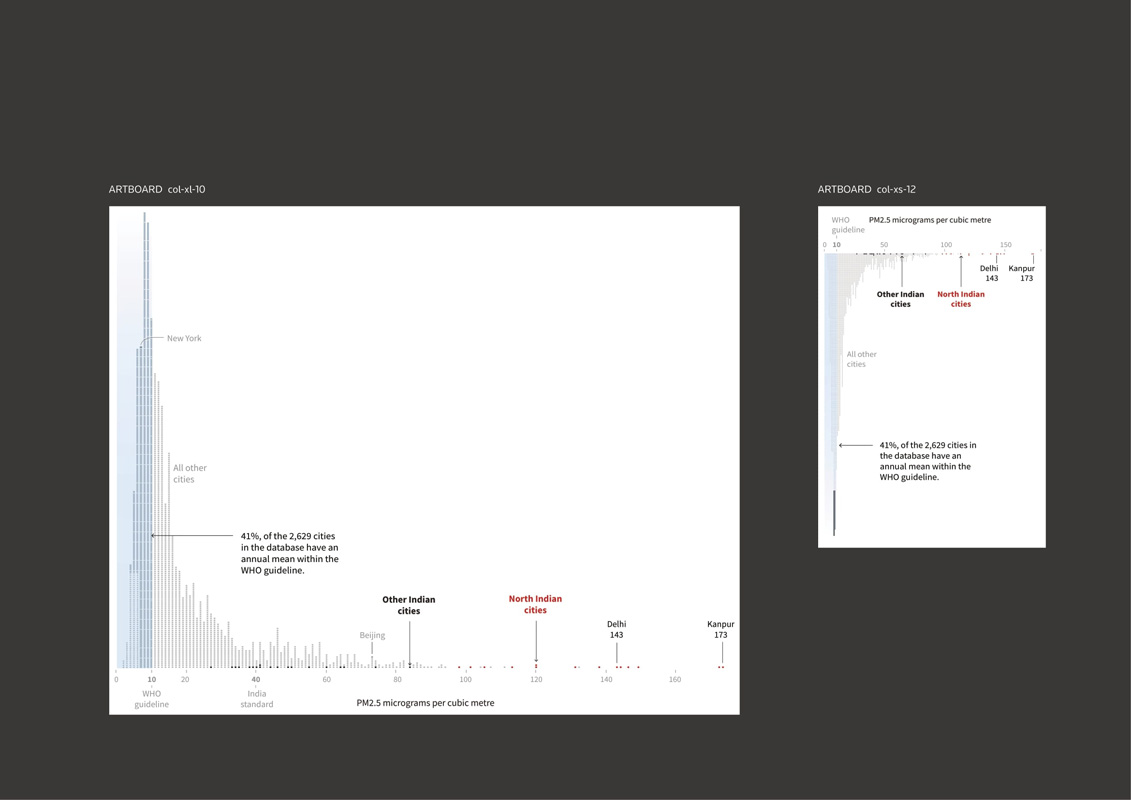 ARTBOARD col-xl-10
New York
All other
cities
41%, of the 2,629 cities
in the database have an
annual mean within the
WHO guideline.
Other Indian
cities
North Indian
cities
Beijing
Delhi
143
Kanpur
173
0 10 20 40 60 80 100 120 140 160
WHO
guideline
India
standard
PM2.5 micrograms per cubic metre
ARTBOARD col-xs-12
WHO
guideline
PM2.5 micrograms per cubic metre
0 10 50 100 150
Delhi
143
Kanpur
173
Other Indian
cities
North Indian
cities
All other
cities
41%, of the 2,629 cities in
the database have an
annual mean within the
WHO guideline.